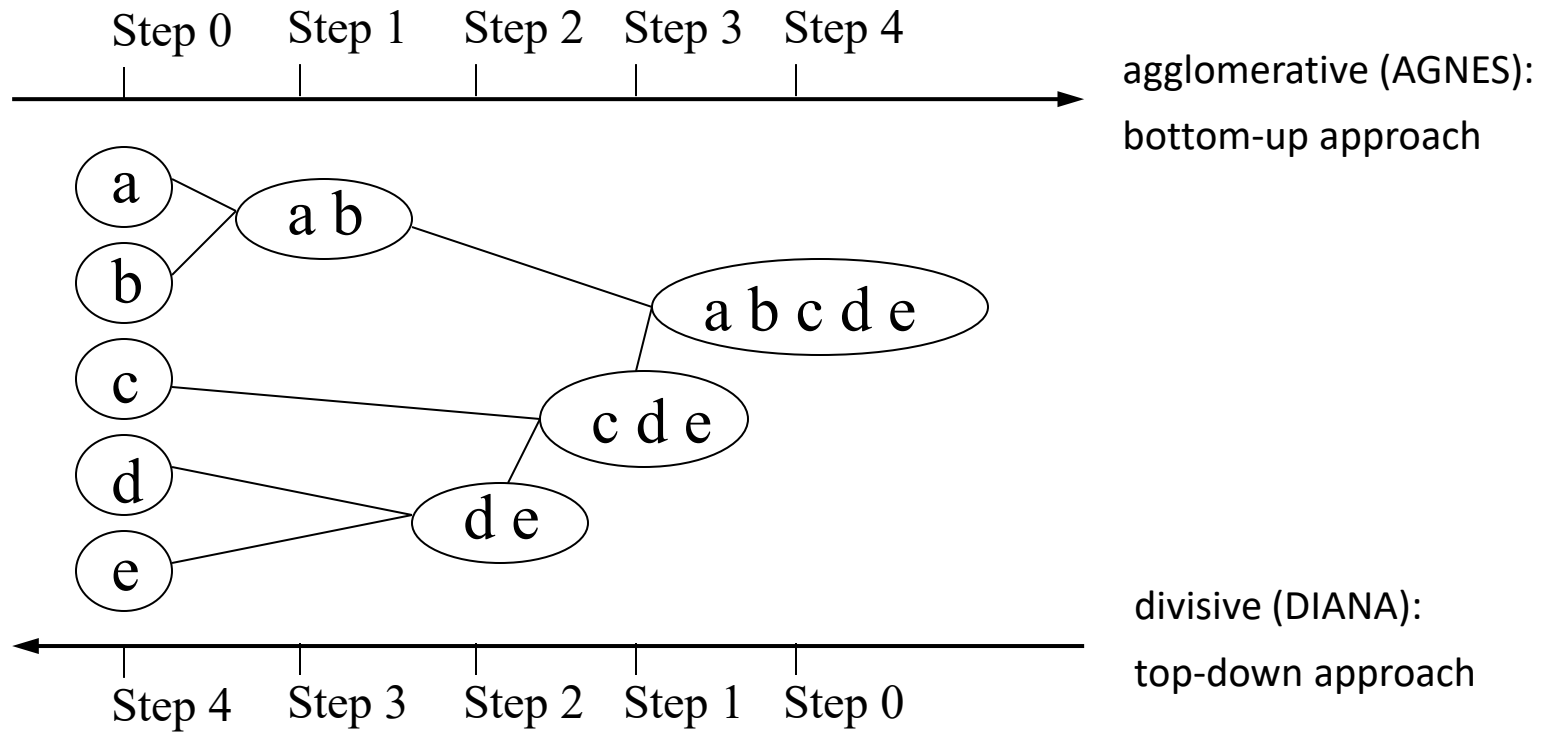 Step 0 Step 1 Step 2 Step 3 Step 4
agglomerative (AGNES):
bottom-up approach
a
a b
b
a b c d e
c
c d e
d
d e
e
divisive (DIANA):
top-down approach
Step 4 Step 3 Step 2 Step 1 Step 0